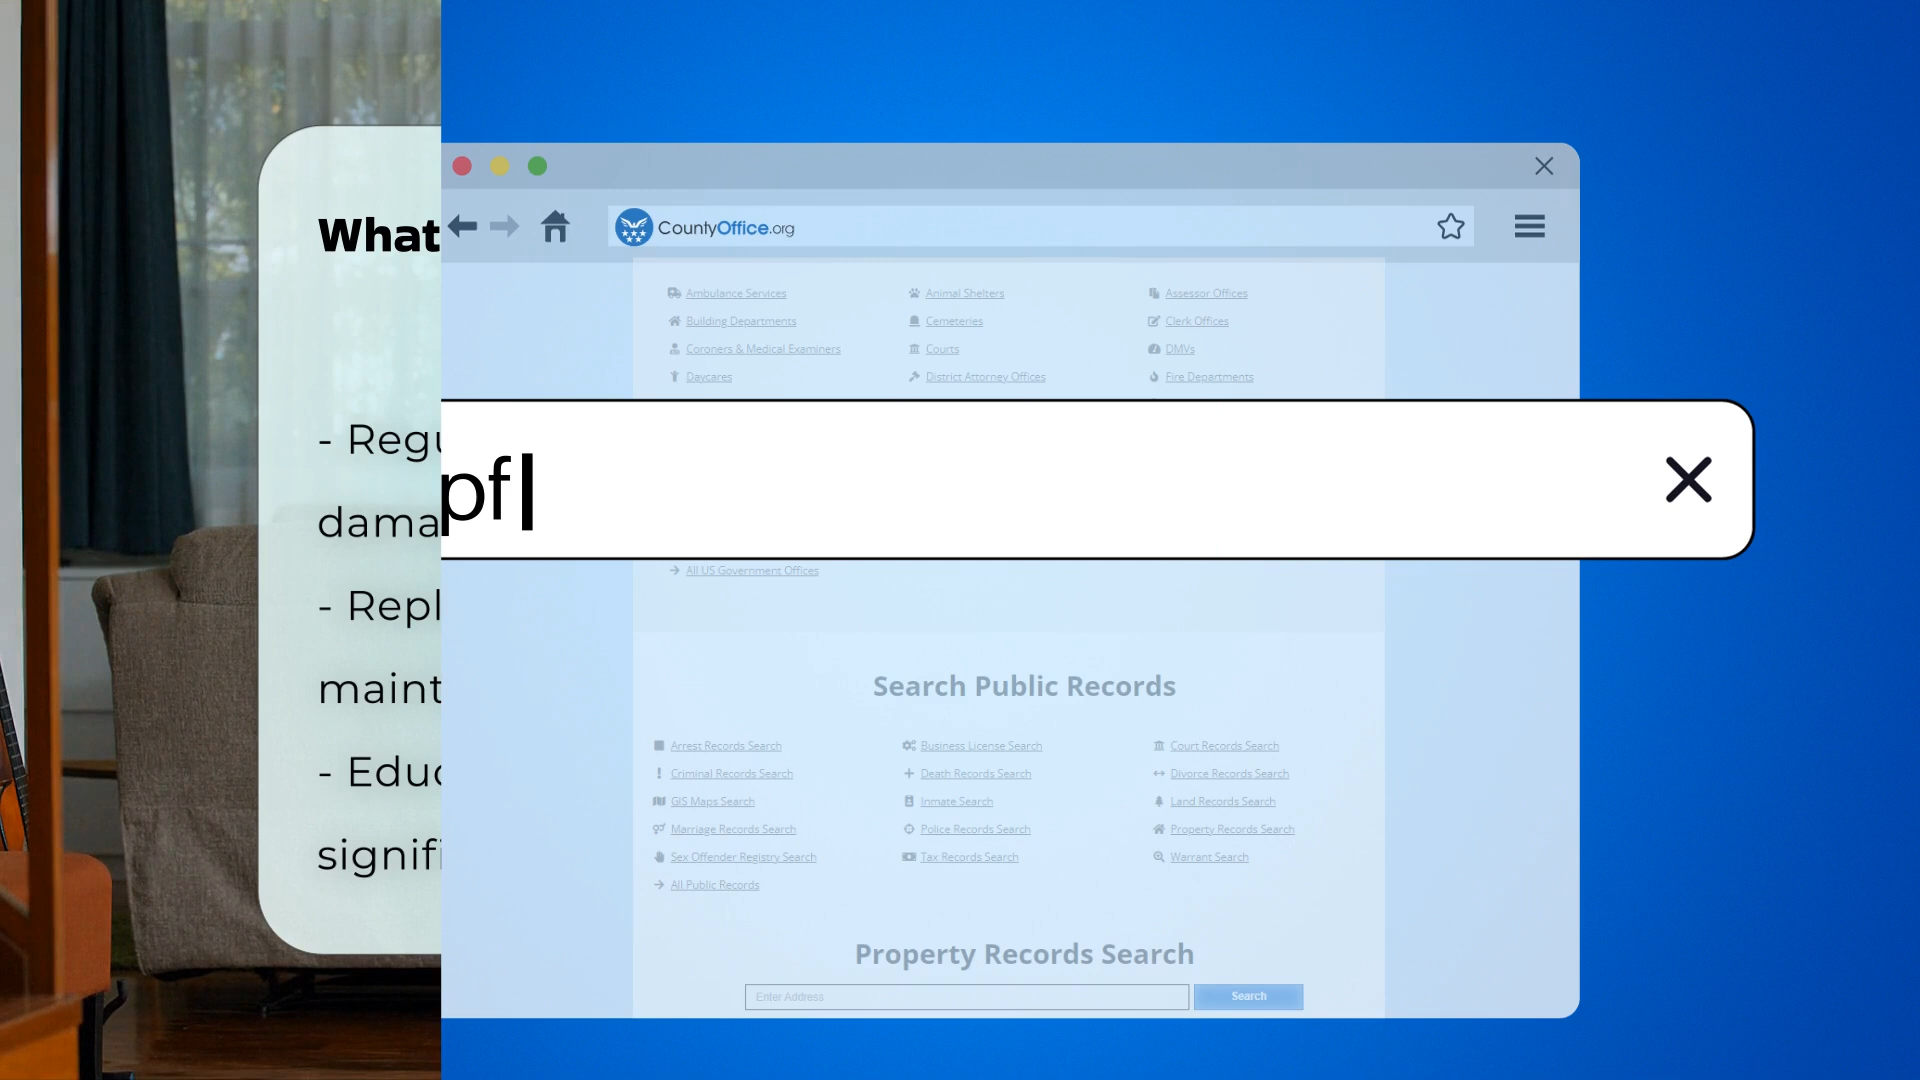 What
- Regu
dama
- Repl
maint
- Educ
signifi
CountyOffice.org
Ambulance Services Animal Shelters Assessor Offices
Building Departments Cemeteries Clerk Offices
Coroners & Medical Examiners Courts DMVs
Daycares District Attorney Offices Fire Departments
pf
All US Government Offices
Search Public Records
Arrest Records Search Business License Search Court Records Search
Criminal Records Search Death Records Search Divorce Records Search
GIS Maps Search Inmate Search Land Records Search
Marriage Records Search Police Records Search Property Records Search
Sex Offender Registry Search Tax Records Search Warrant Search
All Public Records
Property Records Search
Enter Address Search